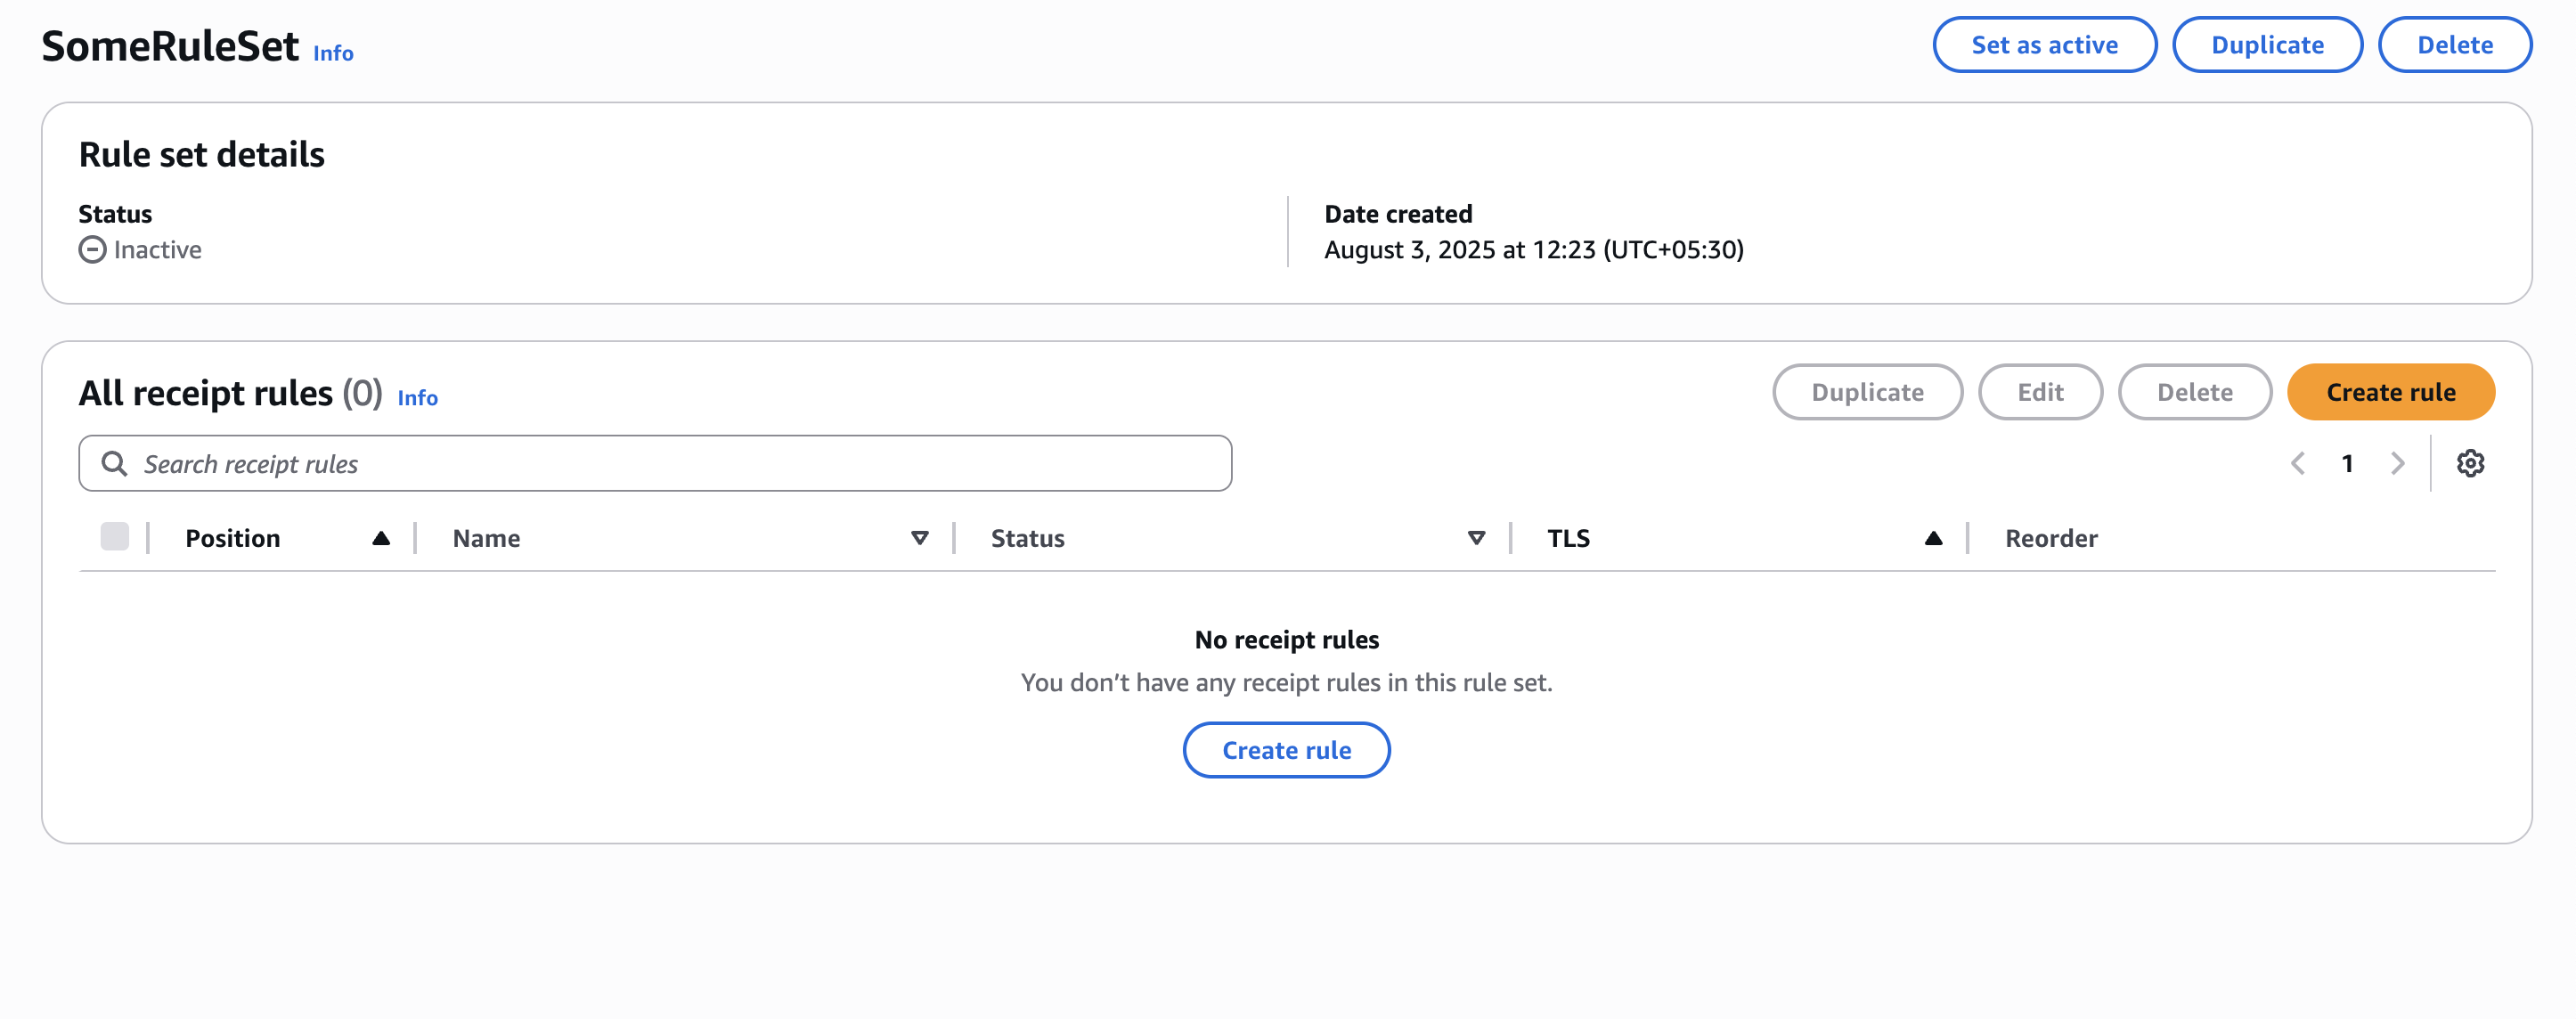 SomeRuleSet Info
Set as active Duplicate Delete
Rule set details
Status Date created
Inactive August 3, 2025 at 12:23 (UTC+05:30)
All receipt rules (0) Info Duplicate Edit Delete Create rule
Search receipt rules 1
Position Name Status TLS Reorder
No receipt rules
You don’t have any receipt rules in this rule set.
Create rule